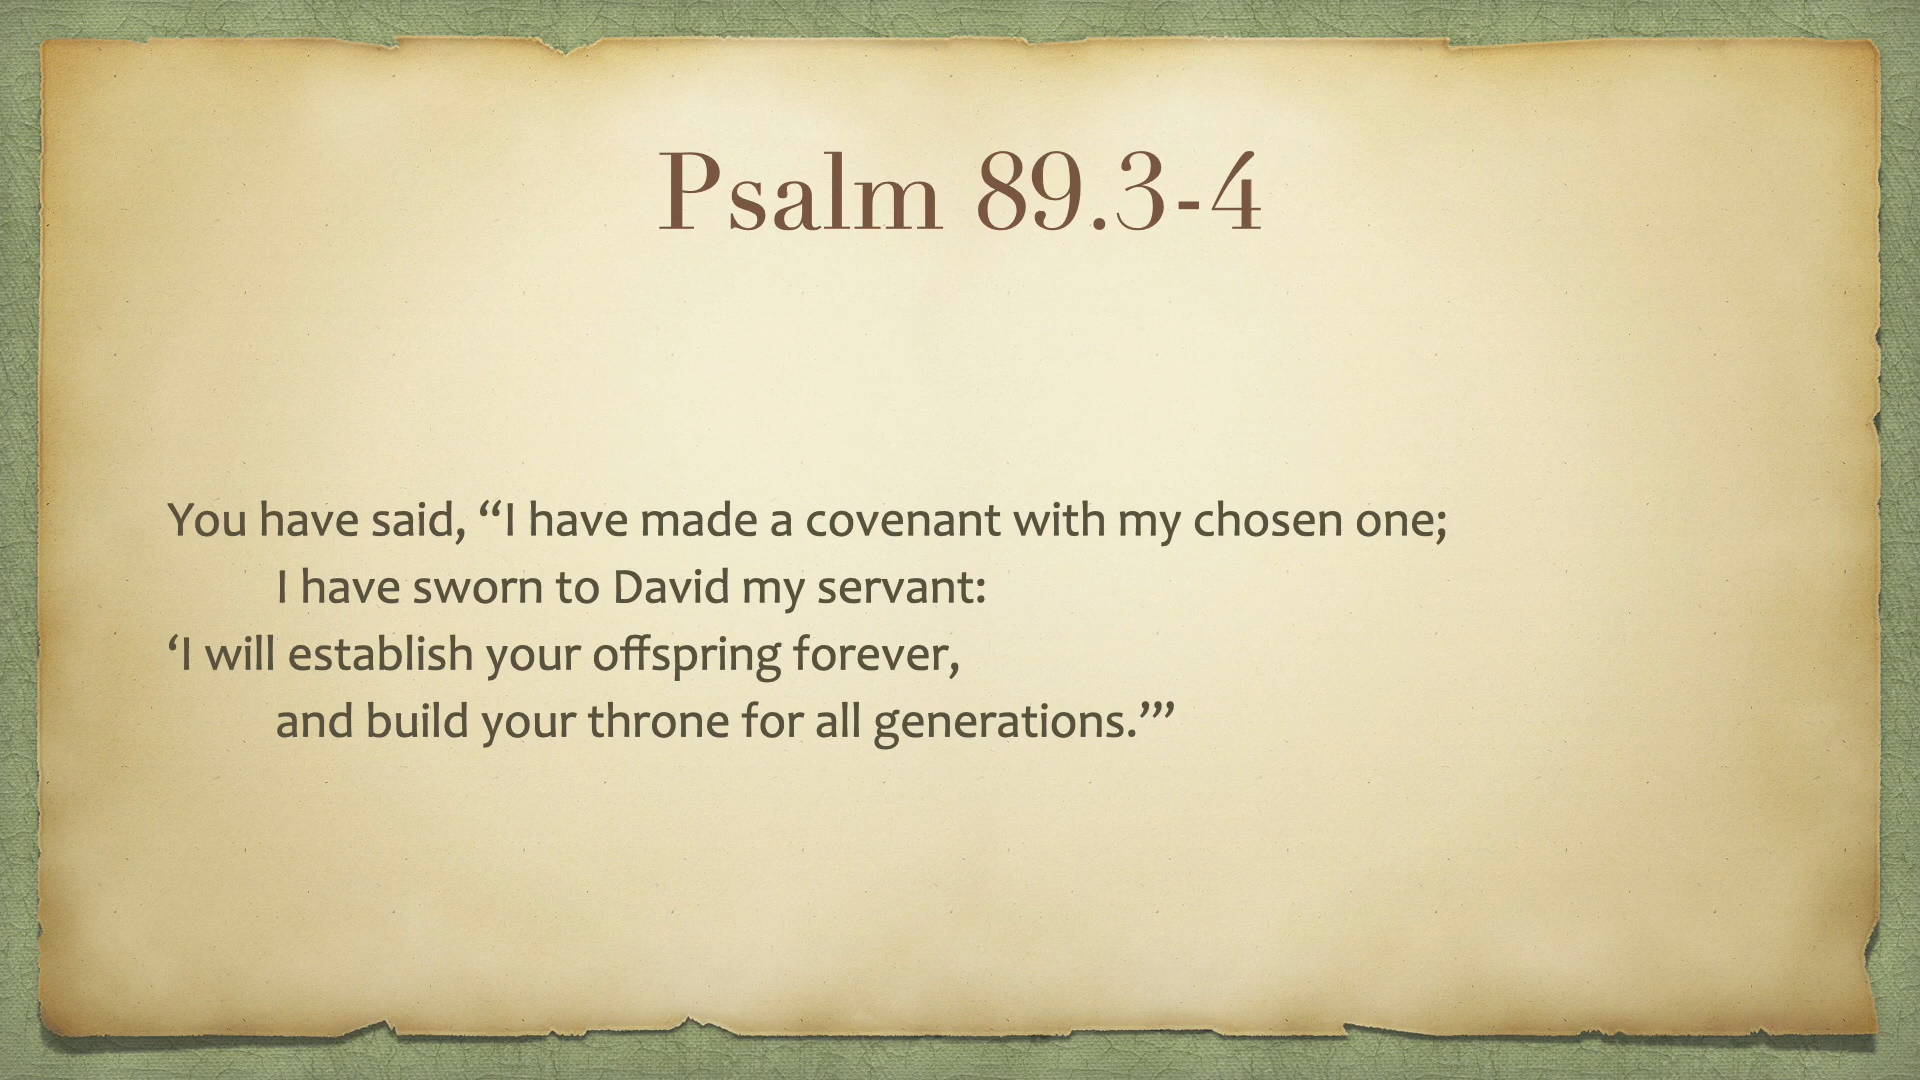 Psalm 89.3-4
You have said, “I have made a covenant with my chosen one;
I have sworn to David my servant:
‘I will establish your offspring forever,
and build your throne for all generations.’”